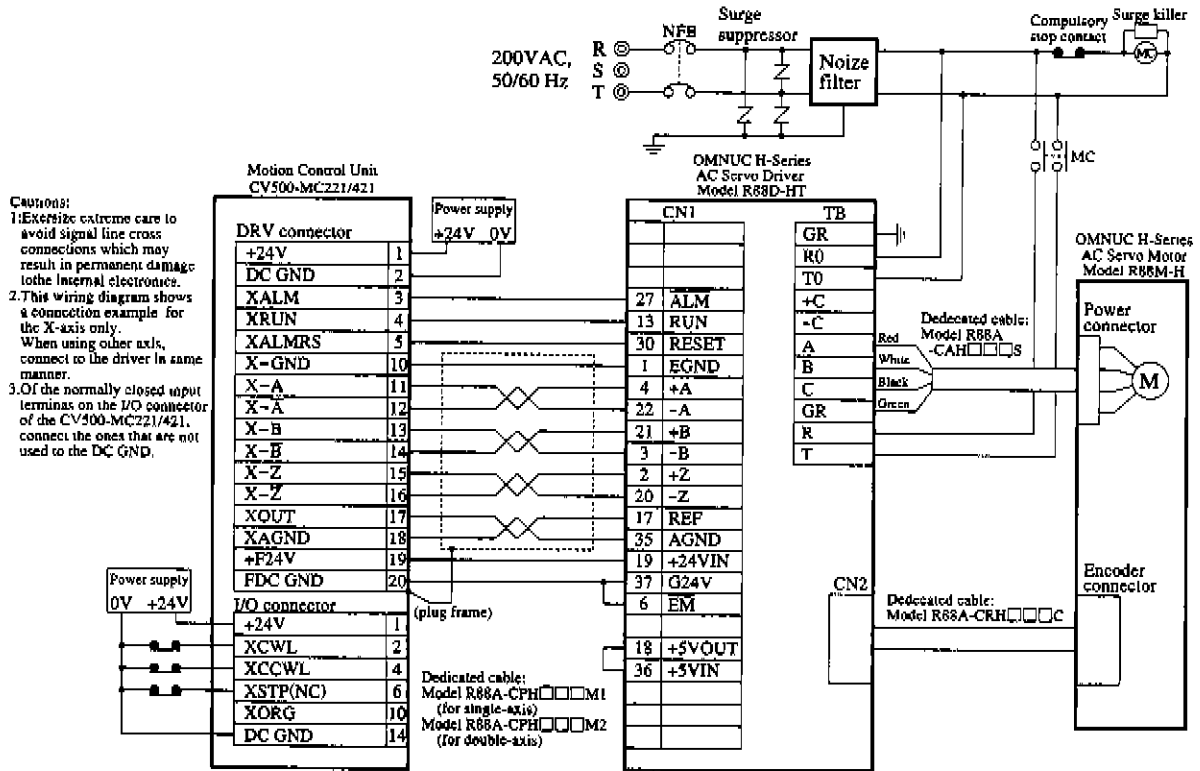 Surge
suppressor
NFB
Compulsory
stop contact
Surge killer
MC
200VAC,
50/60 Hz
R
S
T
Noize
filter
MC
Motion Control Unit
CV500-MC221/421
OMNUC H-Series
AC Servo Driver
Model R88D-HT
Cautions:
1:Exersize extreme care to
avoid signal line cross
connections which may
result in permanent damage
tothe internal electronics.
2.This wiring diagram shows
a connection example for
the X-axis only.
When using other axis,
connect to the driver in same
manner.
3.Of the normally closed input
terminas on the I/O connector
of the CV500-MC221/421,
connect the ones that are not
used to the DC GND.
Power supply
+24V 0V
DRV connector
+24V 1
DC GND 2
XALM 3
XRUN 4
XALMRS 5
X-GND 10
X-A 11
X-A̅ 12
X-B 13
X-B̅ 14
X-Z 15
X-Z̅ 16
XOUT 17
XAGND 18
+F24V 19
FDC GND 20
(plug frame)
Power supply
0V +24V
I/O connector
+24V 1
XCWL 2
XCCWL 4
XSTP(NC) 6
XORG 10
DC GND 14
Dedicated cable:
Model R88A-CPH□□□M1
(for single-axis)
Model R88A-CPH□□□M2
(for double-axis)
CN1
27 ALM
13 RUN
30 RESET
1 EGND
4 +A
22 -A
21 +B
3 -B
2 +Z
20 -Z
17 REF
35 AGND
19 +24VIN
37 G24V
6 EM
18 +5VOUT
36 +5VIN
TB
GR
R0
T0
+C
-C
A
B
C
GR
R
T
CN2
Red
White
Black
Green
Dedecated cable:
Model R88A
-CAH□□□S
Dedecated cable:
Model R88A-CRH□□□C
OMNUC H-Series
AC Servo Motor
Model R88M-H
Power
connector
M
Encoder
connector